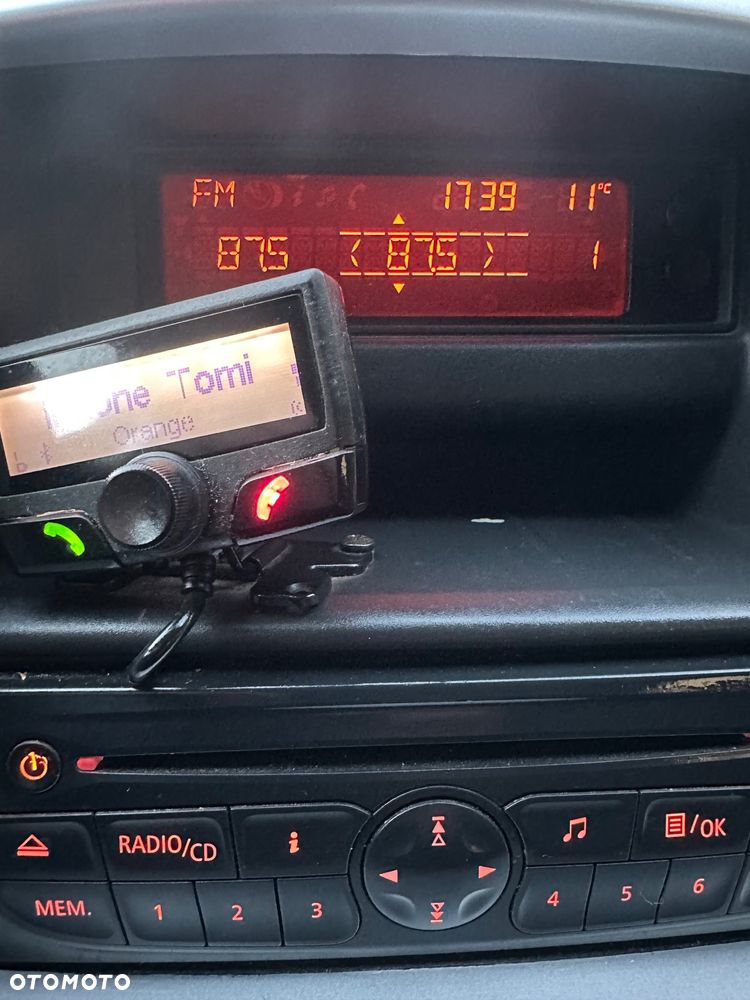 FM 17:39 11°C
87.5 87.5 1
Tomi
Orange
RADIO/CD
i
/OK
MEM. 1 2 3 4 5 6
OTOMOTO